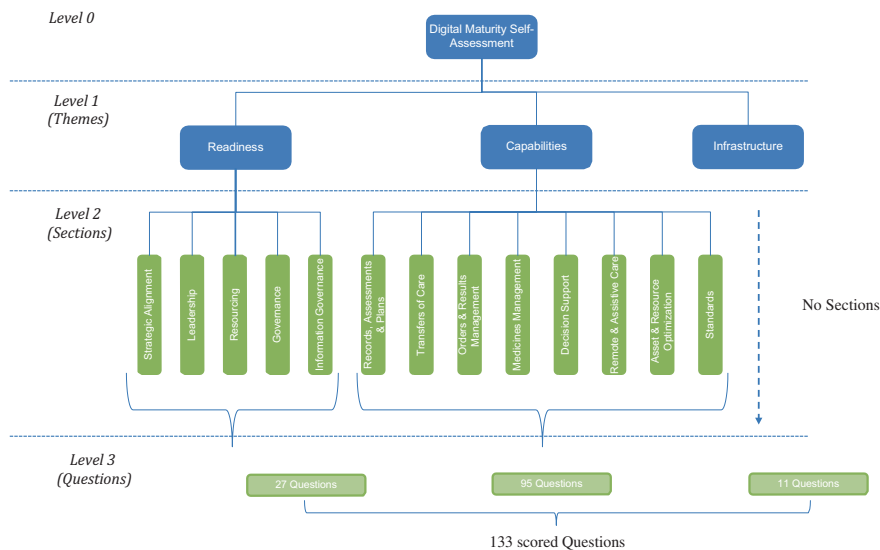 Level 0
Digital Maturity Self-
Assessment
Level 1
(Themes)
Readiness
Capabilities
Infrastructure
Level 2
(Sections)
Strategic Alignment
Leadership
Resourcing
Governance
Information Governance
Records, Assessments
& Plans
Transfers of Care
Orders & Results
Management
Medicines Management
Decision Support
Remote & Assistive Care
Asset & Resource
Optimization
Standards
No Sections
Level 3
(Questions)
27 Questions
95 Questions
11 Questions
133 scored Questions